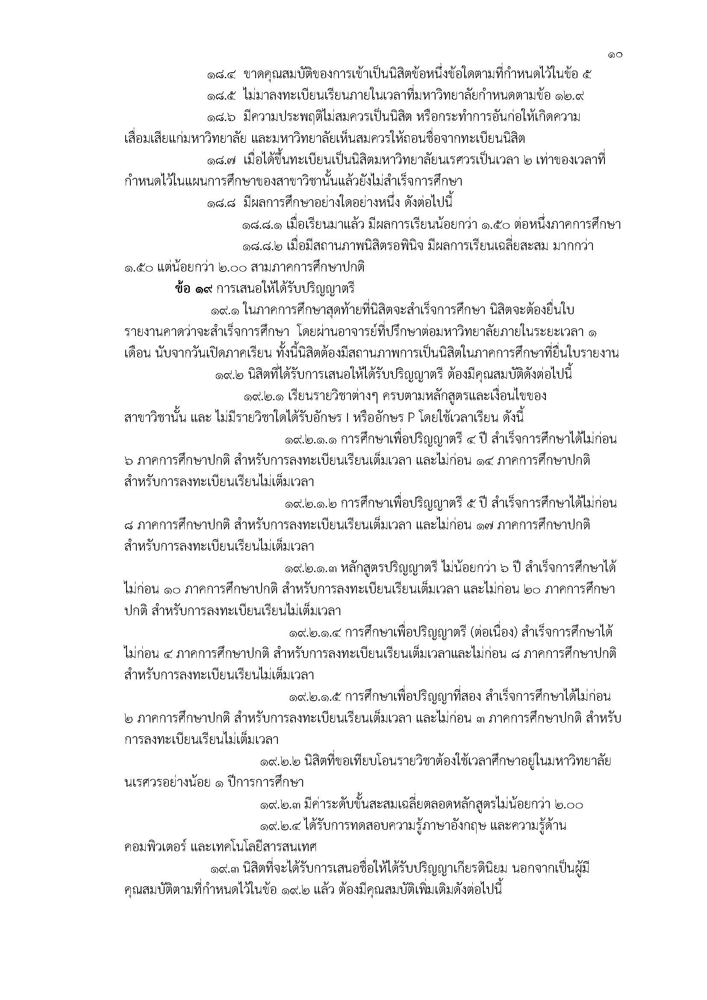 ๑๐
๑๘.๔ ขาดคุณสมบัติของการเข้าเป็นนิสิตข้อหนึ่งข้อใดตามที่กำหนดไว้ในข้อ ๕
๑๘.๕ ไม่มาลงทะเบียนเรียนภายในเวลาที่มหาวิทยาลัยกำหนดตามข้อ ๑๒.๙
๑๘.๖ มีความประพฤติไม่สมควรเป็นนิสิต หรือกระทำการอันก่อให้เกิดความ
เสื่อมเสียแก่มหาวิทยาลัย และมหาวิทยาลัยเห็นสมควรให้ถอนชื่อจากทะเบียนนิสิต
๑๘.๗ เมื่อได้ขึ้นทะเบียนเป็นนิสิตมหาวิทยาลัยนเรศวรเป็นเวลา ๒ เท่าของเวลาที่
กำหนดไว้ในแผนการศึกษาของสาขาวิชานั้นแล้วยังไม่สำเร็จการศึกษา
๑๘.๘ มีผลการศึกษาอย่างใดอย่างหนึ่ง ดังต่อไปนี้
๑๘.๘.๑ เมื่อเรียนมาแล้ว มีผลการเรียนน้อยกว่า ๑.๕๐ ต่อหนึ่งภาคการศึกษา
๑๘.๘.๒ เมื่อมีสถานภาพนิสิตรอพินิจ มีผลการเรียนเฉลี่ยสะสม มากกว่า
๑.๕๐ แต่น้อยกว่า ๒.๐๐ สามภาคการศึกษาปกติ
ข้อ ๑๙ การเสนอให้ได้รับปริญญาตรี
๑๙.๑ ในภาคการศึกษาสุดท้ายที่นิสิตจะสำเร็จการศึกษา นิสิตจะต้องยื่นใบ
รายงานคาดว่าจะสำเร็จการศึกษา โดยผ่านอาจารย์ที่ปรึกษาต่อมหาวิทยาลัยภายในระยะเวลา ๑
เดือน นับจากวันเปิดภาคเรียน ทั้งนี้นิสิตต้องมีสถานภาพการเป็นนิสิตในภาคการศึกษาที่ยื่นใบรายงาน
๑๙.๒ นิสิตที่ได้รับการเสนอให้ได้รับปริญญาตรี ต้องมีคุณสมบัติดังต่อไปนี้
๑๙.๒.๑ เรียนรายวิชาต่างๆ ครบตามหลักสูตรและเงื่อนไขของ
สาขาวิชานั้น และ ไม่มีรายวิชาใดได้รับอักษร I หรืออักษร P โดยใช้เวลาเรียน ดังนี้
๑๙.๒.๑.๑ การศึกษาเพื่อปริญญาตรี ๔ ปี สำเร็จการศึกษาได้ไม่ก่อน
๖ ภาคการศึกษาปกติ สำหรับการลงทะเบียนเรียนเต็มเวลา และไม่ก่อน ๑๔ ภาคการศึกษาปกติ
สำหรับการลงทะเบียนเรียนไม่เต็มเวลา
๑๙.๒.๑.๒ การศึกษาเพื่อปริญญาตรี ๕ ปี สำเร็จการศึกษาได้ไม่ก่อน
๘ ภาคการศึกษาปกติ สำหรับการลงทะเบียนเรียนเต็มเวลา และไม่ก่อน ๑๗ ภาคการศึกษาปกติ
สำหรับการลงทะเบียนเรียนไม่เต็มเวลา
๑๙.๒.๑.๓ หลักสูตรปริญญาตรี ไม่น้อยกว่า ๖ ปี สำเร็จการศึกษาได้
ไม่ก่อน ๑๐ ภาคการศึกษาปกติ สำหรับการลงทะเบียนเรียนเต็มเวลา และไม่ก่อน ๒๐ ภาคการศึกษา
ปกติ สำหรับการลงทะเบียนเรียนไม่เต็มเวลา
๑๙.๒.๑.๔ การศึกษาเพื่อปริญญาตรี (ต่อเนื่อง) สำเร็จการศึกษาได้
ไม่ก่อน ๔ ภาคการศึกษาปกติ สำหรับการลงทะเบียนเรียนเต็มเวลาและไม่ก่อน ๘ ภาคการศึกษาปกติ
สำหรับการลงทะเบียนเรียนไม่เต็มเวลา
๑๙.๒.๑.๕ การศึกษาเพื่อปริญญาที่สอง สำเร็จการศึกษาได้ไม่ก่อน
๒ ภาคการศึกษาปกติ สำหรับการลงทะเบียนเรียนเต็มเวลา และไม่ก่อน ๓ ภาคการศึกษาปกติ สำหรับ
การลงทะเบียนเรียนไม่เต็มเวลา
๑๙.๒.๒ นิสิตที่ขอเทียบโอนรายวิชาต้องใช้เวลาศึกษาอยู่ในมหาวิทยาลัย
นเรศวรอย่างน้อย ๑ ปีการการศึกษา
๑๙.๒.๓ มีค่าระดับขั้นสะสมเฉลี่ยตลอดหลักสูตรไม่น้อยกว่า ๒.๐๐
๑๙.๒.๔ ได้รับการทดสอบความรู้ภาษาอังกฤษ และความรู้ด้าน
คอมพิวเตอร์ และเทคโนโลยีสารสนเทศ
๑๙.๓ นิสิตที่จะได้รับการเสนอชื่อให้ได้รับปริญญาเกียรตินิยม นอกจากเป็นผู้มี
คุณสมบัติตามที่กำหนดไว้ในข้อ ๑๙.๒ แล้ว ต้องมีคุณสมบัติเพิ่มเติมดังต่อไปนี้